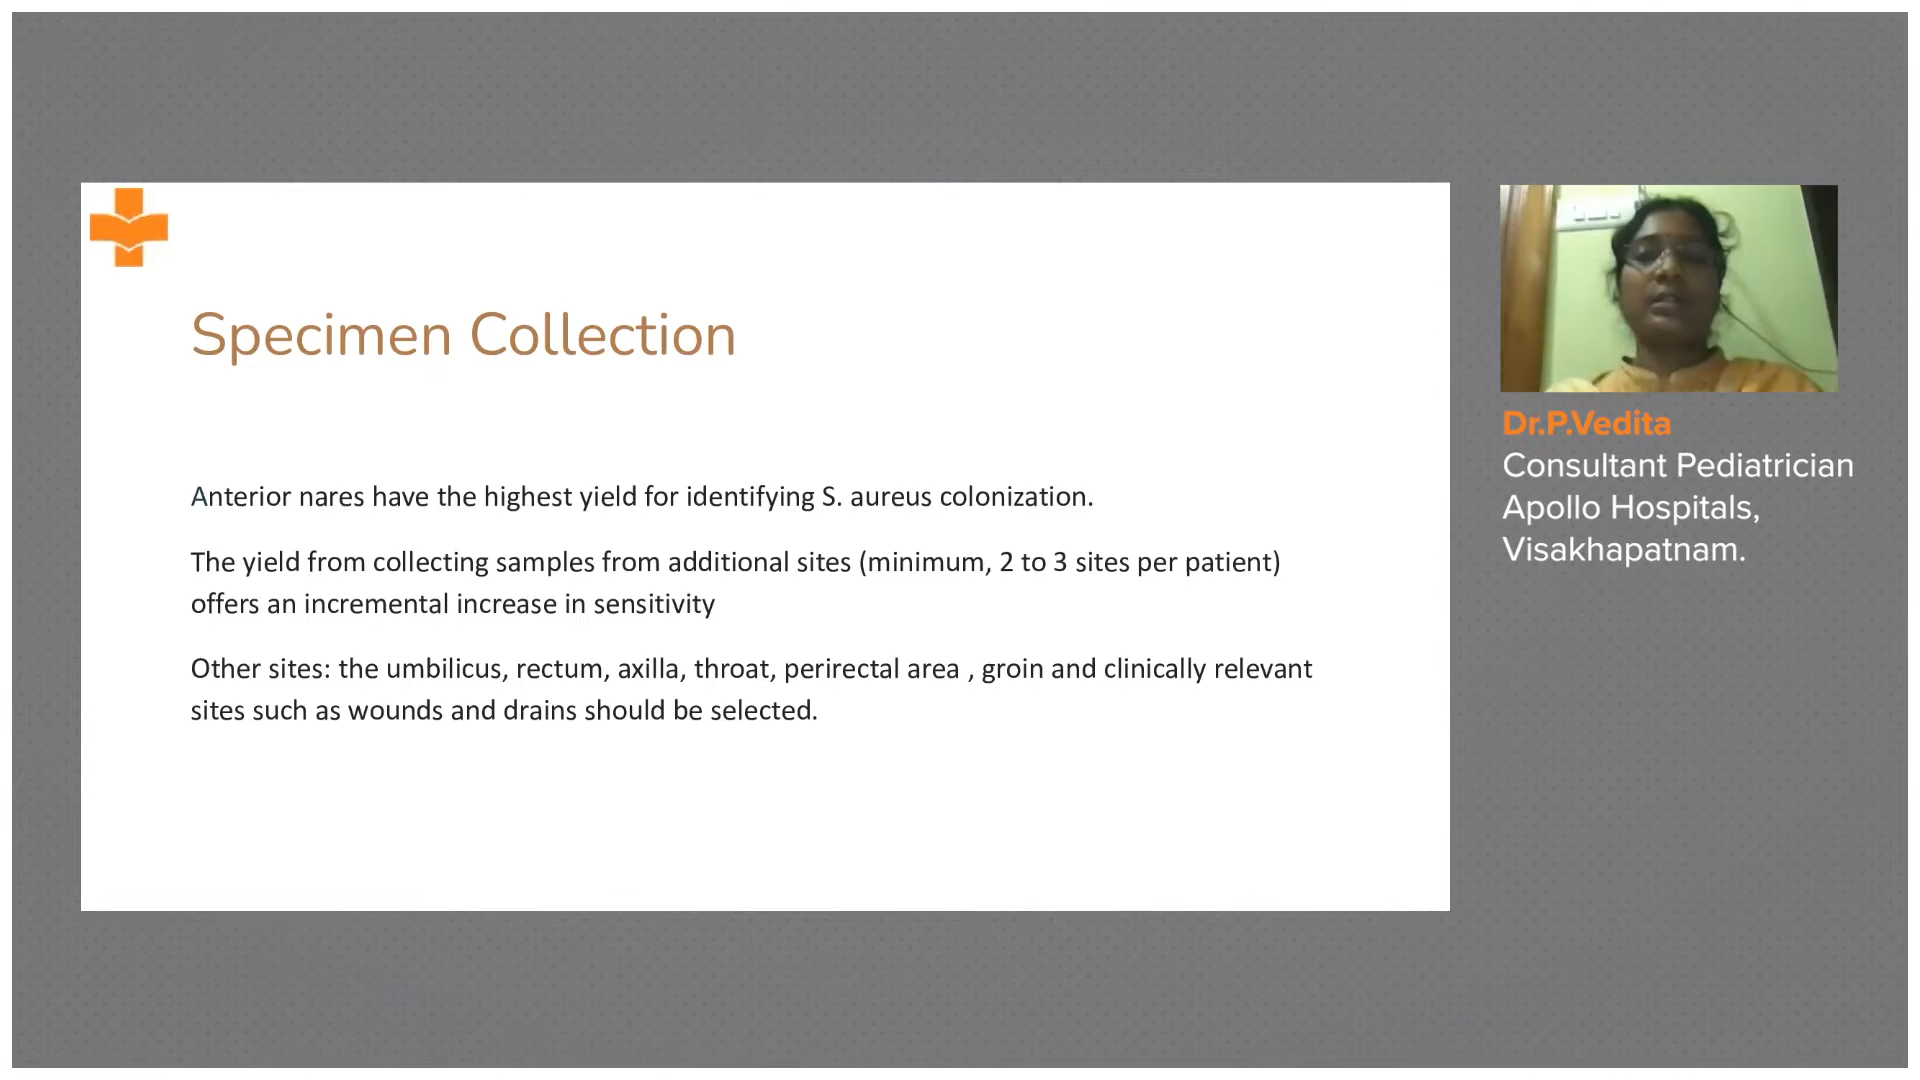 Specimen Collection
Anterior nares have the highest yield for identifying S. aureus colonization.
The yield from collecting samples from additional sites (minimum, 2 to 3 sites per patient)
offers an incremental increase in sensitivity
Other sites: the umbilicus, rectum, axilla, throat, perirectal area , groin and clinically relevant
sites such as wounds and drains should be selected.
Dr.P.Vedita
Consultant Pediatrician
Apollo Hospitals,
Visakhapatnam.